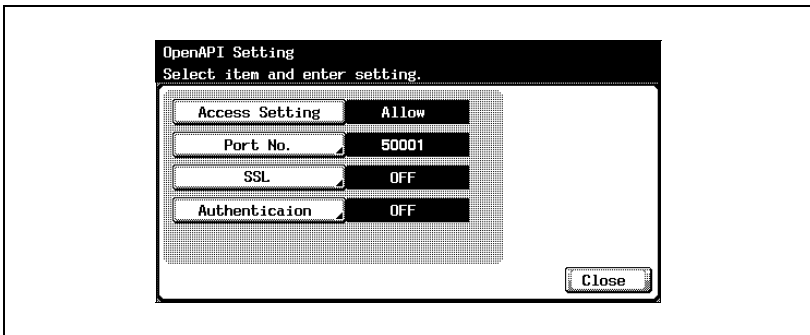 OpenAPI Setting
Select item and enter setting.
Access Setting Allow
Port No. 50001
SSL OFF
Authenticaion OFF
Close